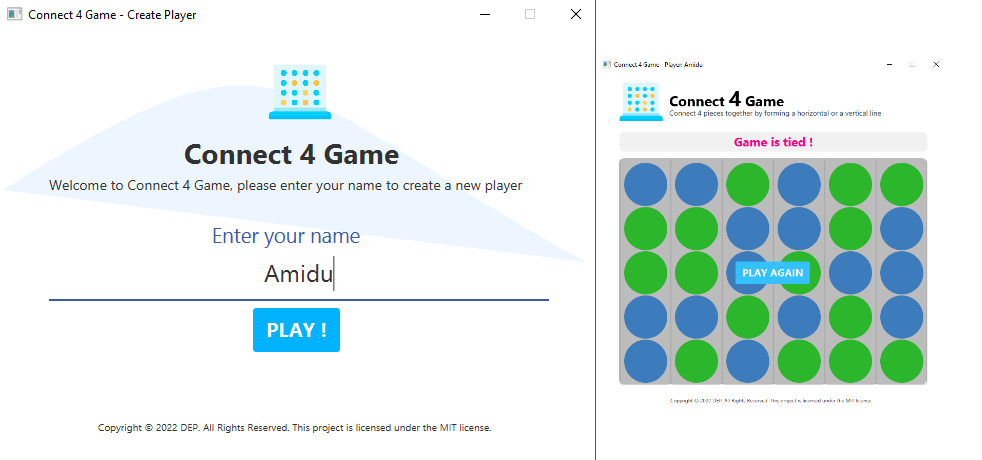 Connect 4 Game - Create Player
Connect 4 Game
Welcome to Connect 4 Game, please enter your name to create a new player
Enter your name
Amidu
PLAY !
Copyright © 2022 DEP. All Rights Reserved. This project is licensed under the MIT license.
Connect 4 Game - Player: Amidu
Connect 4 Game
Connect 4 pieces together by forming a horizontal or a vertical line
Game is tied !
PLAY AGAIN
Copyright © 2022 DEP. All Rights Reserved. This project is licensed under the MIT license.